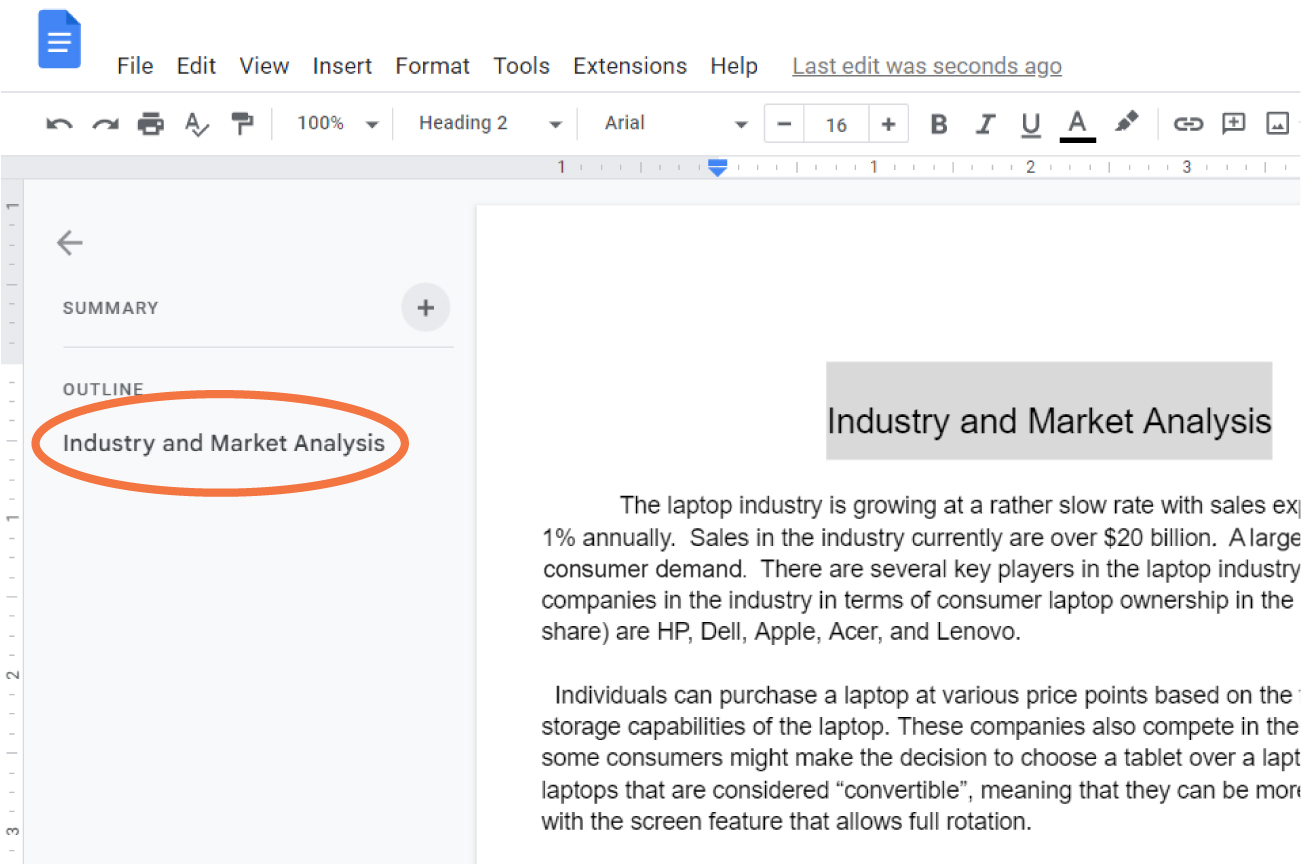 File Edit View Insert Format Tools Extensions Help Last edit was seconds ago
100% Heading 2 Arial − 16 + B I U A
1 1 2 3
1
SUMMARY +
OUTLINE
Industry and Market Analysis
Industry and Market Analysis
The laptop industry is growing at a rather slow rate with sales
1% annually. Sales in the industry currently are over $20 billion. A large
consumer demand. There are several key players in the laptop industry
companies in the industry in terms of consumer laptop ownership in the
share) are HP, Dell, Apple, Acer, and Lenovo.
Individuals can purchase a laptop at various price points based on the
storage capabilities of the laptop. These companies also compete in the
some consumers might make the decision to choose a tablet over a
laptops that are considered “convertible”, meaning that they can be
with the screen feature that allows full rotation.
1
2
3